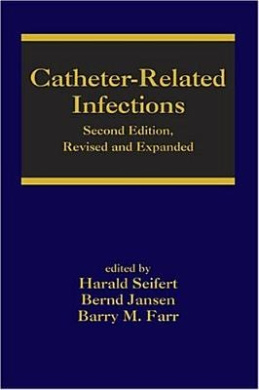 Catheter-Related
Infections
Second Edition,
Revised and Expanded
edited by
Harald Seifert
Bernd Jansen
Barry M. Farr